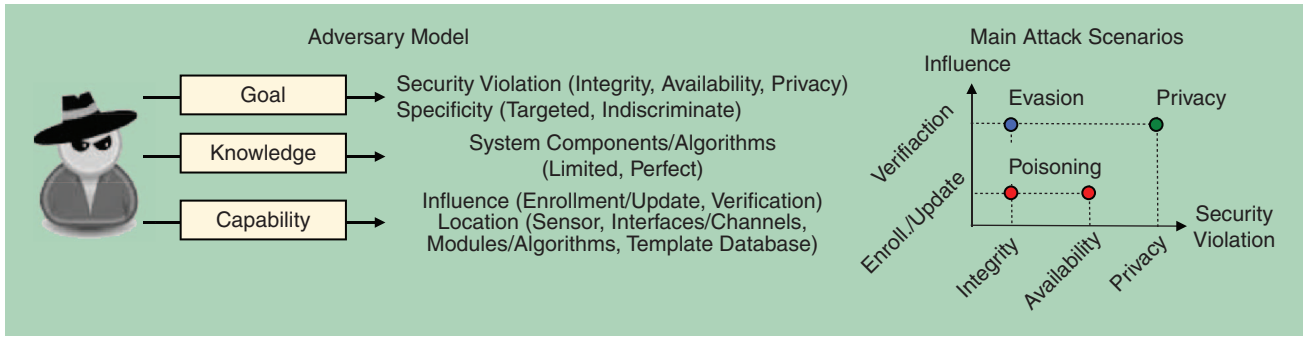 Adversary Model
Goal
Security Violation (Integrity, Availability, Privacy)
Specificity (Targeted, Indiscriminate)
Knowledge
System Components/Algorithms
(Limited, Perfect)
Capability
Influence (Enrollment/Update, Verification)
Location (Sensor, Interfaces/Channels,
Modules/Algorithms, Template Database)
Main Attack Scenarios
Influence
Evasion
Privacy
Verifiaction
Poisoning
Enroll./Update
Security
Violation
Integrity
Availability
Privacy